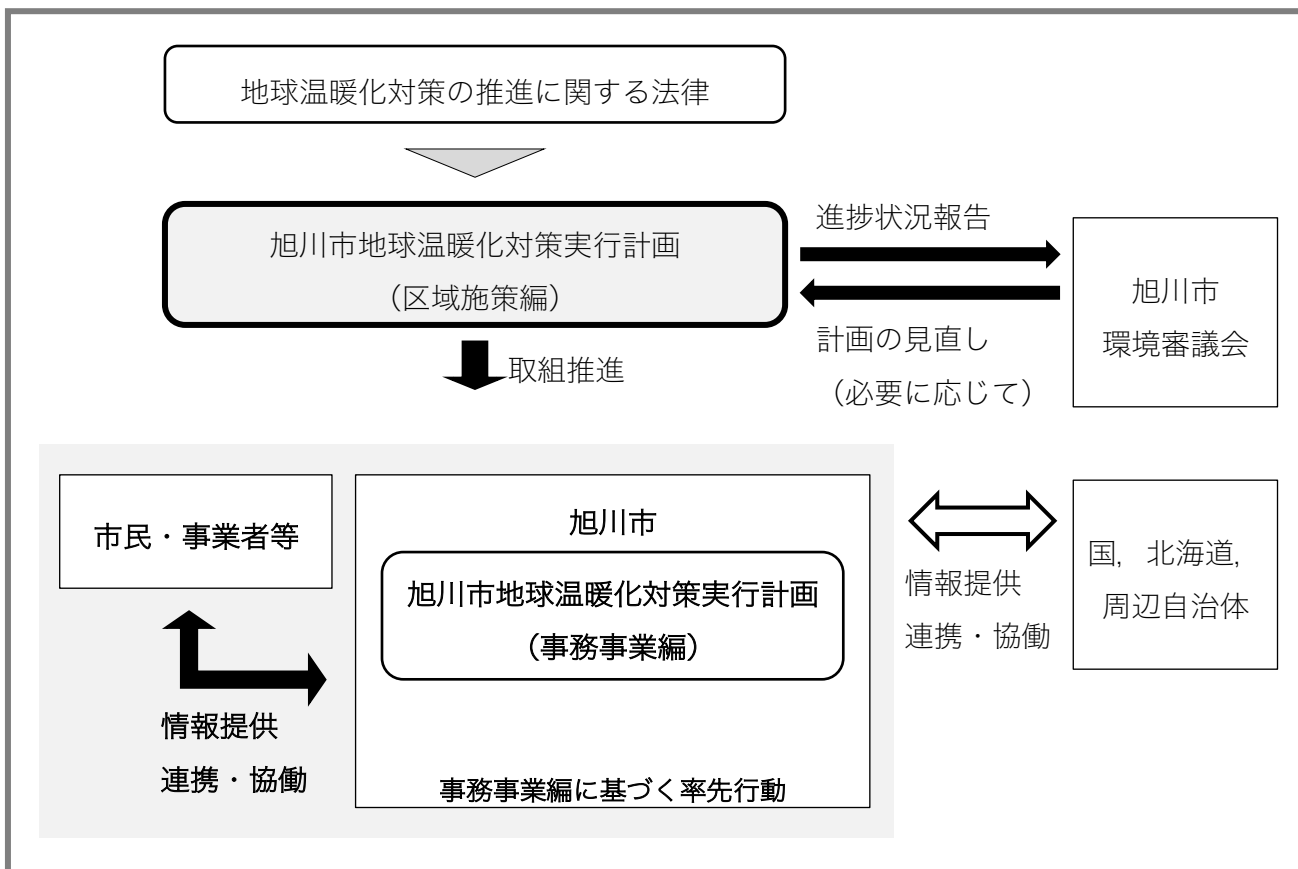 地球温暖化対策の推進に関する法律
旭川市地球温暖化対策実行計画
（区域施策編）
進捗状況報告
計画の見直し
（必要に応じて）
旭川市
環境審議会
取組推進
市民・事業者等
情報提供
連携・協働
旭川市
旭川市地球温暖化対策実行計画
（事務事業編）
事務事業編に基づく率先行動
情報提供
連携・協働
国，北海道，
周辺自治体